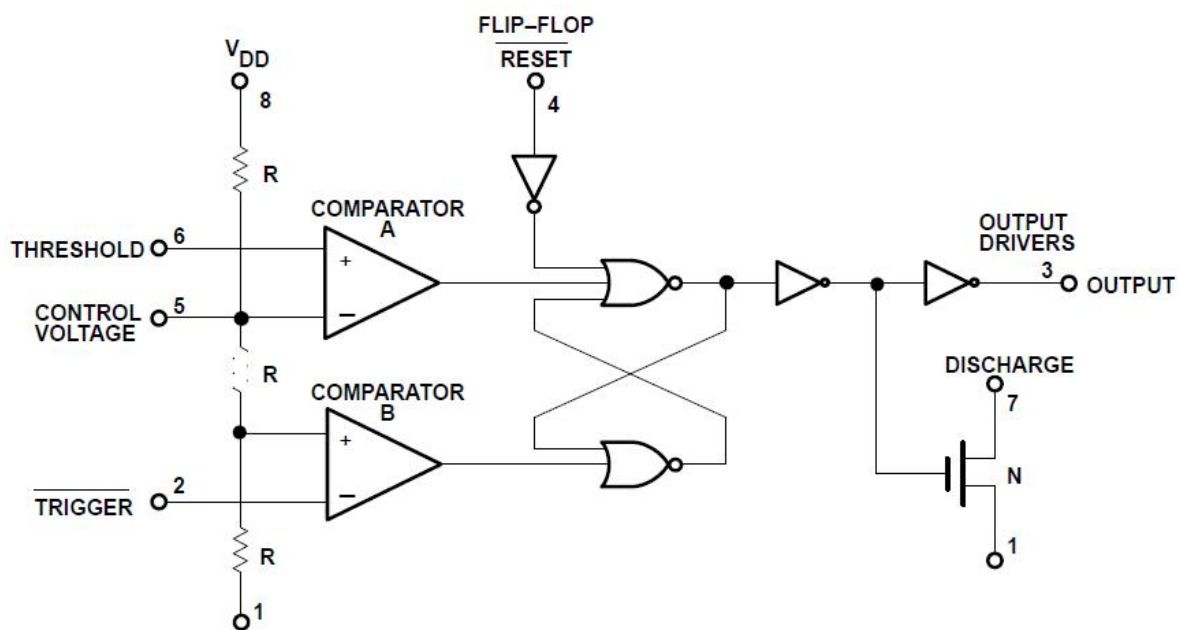 FLIP–FLOP
RESET
4
VDD
8
R
COMPARATOR
A
THRESHOLD
6
+
OUTPUT
DRIVERS
3
OUTPUT
CONTROL
VOLTAGE
5
−
R
DISCHARGE
7
COMPARATOR
B
+
TRIGGER
2
−
N
R
1
1